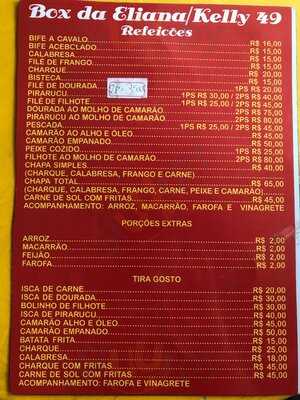 Box da Eliana/Kelly 49
Refeições
BIFE A CAVALO R$ 16,00
BIFE ACEBCLADO R$ 15,00
CALABRESA R$ 15,00
FILE DE FRANGO R$ 15,00
CHARQUE R$ 20,00
BISTECA R$ 15,00
FILE DE DOURADA 1PS R$ 20,00
PIRARUCU 1PS R$ 25,00 / 2PS R$ 40,00
FILE DE FILHOTE 1PS R$ 30,00 / 2PS R$ 45,00
DOURADA AO MOLHO DE CAMARÃO 2PS R$ 75,00
PIRARUCU AO MOLHO DE CAMARÃO 2PS R$ 80,00
PESCADA 1PS R$ 25,00 / 2PS R$ 45,00
CAMARÃO AO ALHO E ÓLEO R$ 45,00
CAMARÃO EMPANADO R$ 50,00
PEDE COZIDO 1PS R$ 25,00
FILHOTE AO MOLHO DE CAMARÃO 2PS R$ 80,00
CHAPA SIMPLES R$ 40,00
(CHARQUE, CALABRESA, FRANGO E CARNE)
CHAPA TOTAL R$ 65,00
(CHARQUE, CALABRESA, FRANGO, CARNE, PEIXE E CAMARÃO)
CARNE DE SOL COM FRITAS R$ 45,00
ACOMPANHAMENTO: ARROZ, MACARRÃO, FAROFA E VINAGRETE
PORÇÕES EXTRAS
ARROZ R$ 2,00
MACARRÃO R$ 2,00
FEIJÃO R$ 2,00
FAROFA R$ 2,00
TIRA GOSTO
ISCA DE CARNE R$ 20,00
ISCA DE DOURADA R$ 30,00
BOLINHO DE FILHOTE R$ 30,00
ISCA DE PIRARUCU R$ 40,00
CAMARÃO ALHO E ÓLEO R$ 45,00
CAMARÃO EMPANADO R$ 50,00
BATATA FRITA R$ 15,00
CHARQUE R$ 25,00
CALABRESA R$ 18,00
CHARQUE COM FRITAS R$ 45,00
CARNE DE SOL COM FRITAS R$ 45,00
ACOMPANHAMENTO: FAROFA E VINAGRETE